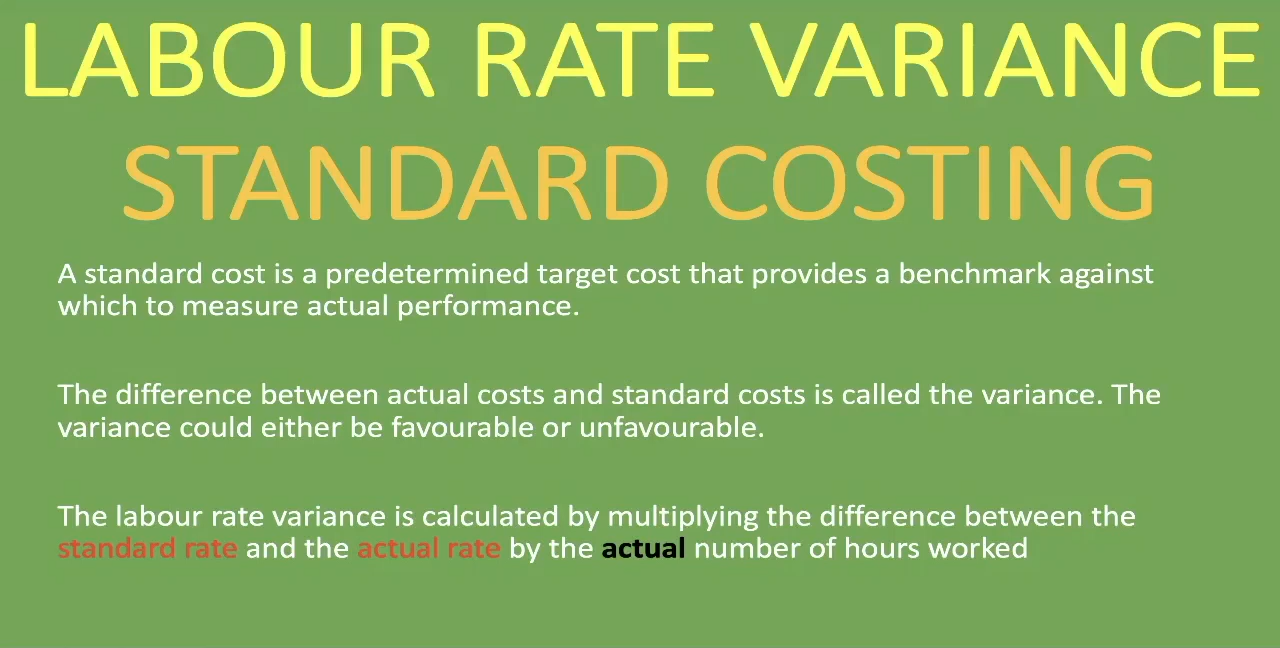 LABOUR RATE VARIANCE
STANDARD COSTING
A standard cost is a predetermined target cost that provides a benchmark against
which to measure actual performance.
The difference between actual costs and standard costs is called the variance. The
variance could either be favourable or unfavourable.
The labour rate variance is calculated by multiplying the difference between the
standard rate and the actual rate by the actual number of hours worked